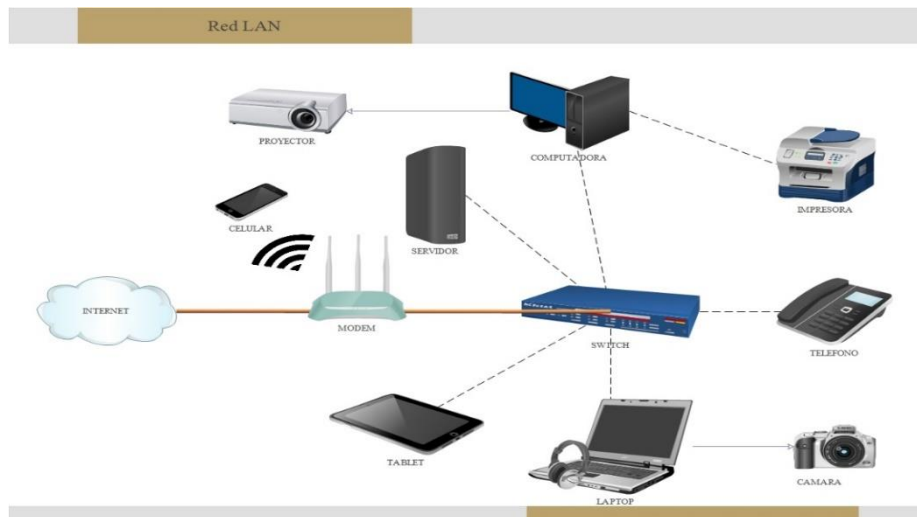 Red LAN
PROYECTOR
COMPUTADORA
IMPRESORA
CELULAR
SERVIDOR
INTERNET
MODEM
SWITCH
TELEFONO
TABLET
LAPTOP
CAMARA